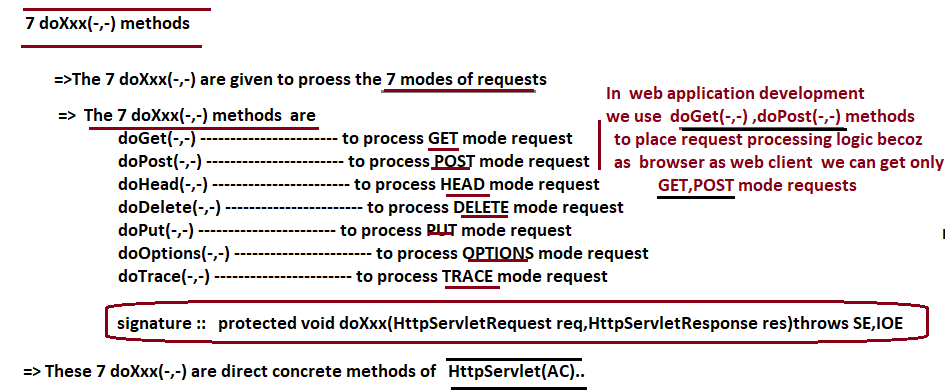 7 doXxx(-,-) methods
=>The 7 doXxx(-,-) are given to proess the 7 modes of requests
=> The 7 doXxx(-,-) methods are
doGet(-,-) ---------------------- to process GET mode request
doPost(-,-) ---------------------- to process POST mode request
doHead(-,-) ----------------------- to process HEAD mode request
doDelete(-,-) ----------------------- to process DELETE mode request
doPut(-,-) ----------------------- to process PUT mode request
doOptions(-,-) ----------------------- to process OPTIONS mode request
doTrace(-,-) ----------------------- to process TRACE mode request
In web application development
we use doGet(-,-) ,doPost(-,-) methods
to place request processing logic becoz
as browser as web client we can get only
GET,POST mode requests
signature :: protected void doXxx(HttpServletRequest req,HttpServletResponse res)throws SE,IOE
=> These 7 doXxx(-,-) are direct concrete methods of HttpServlet(AC)..